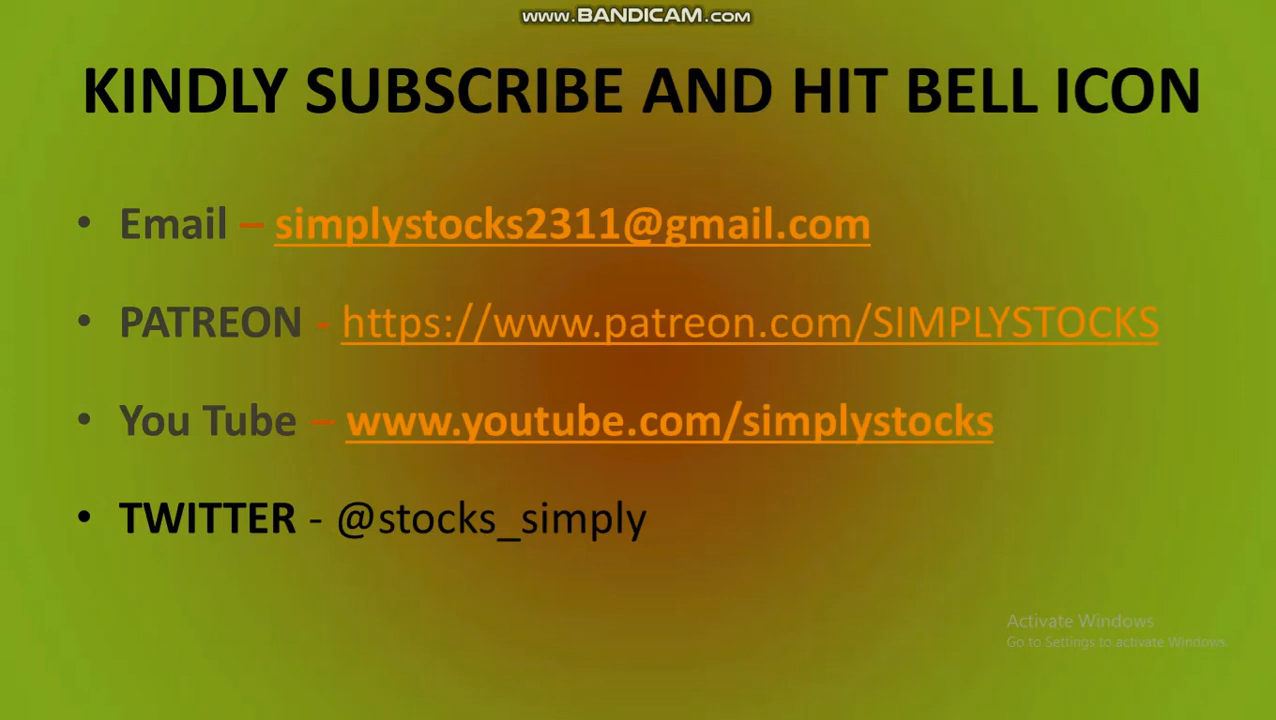 www.BANDICAM.com
KINDLY SUBSCRIBE AND HIT BELL ICON
• Email – simplystocks2311@gmail.com
• PATREON - https://www.patreon.com/SIMPLYSTOCKS
• You Tube – www.youtube.com/simplystocks
• TWITTER - @stocks_simply
Activate Windows
Go to Settings to activate Windows.